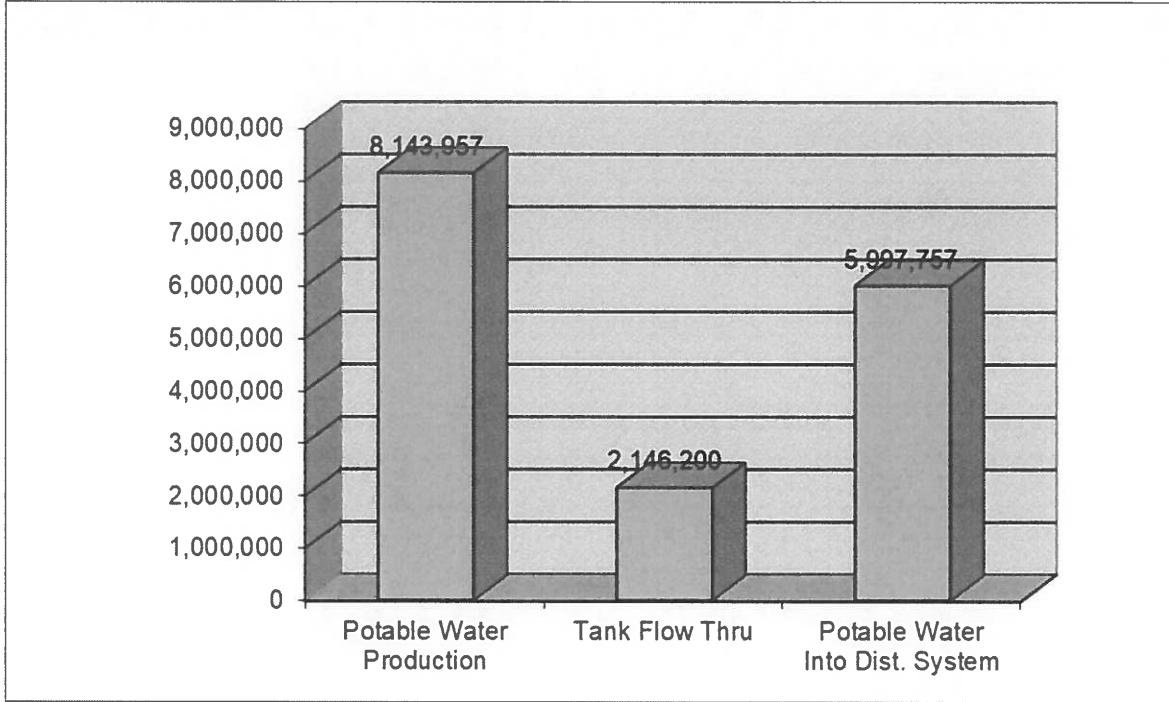 9,000,000
8,000,000
7,000,000
6,000,000
5,000,000
4,000,000
3,000,000
2,000,000
1,000,000
0
8,143,957
2,146,200
5,997,757
Potable Water
Production
Tank Flow Thru
Potable Water
Into Dist. System